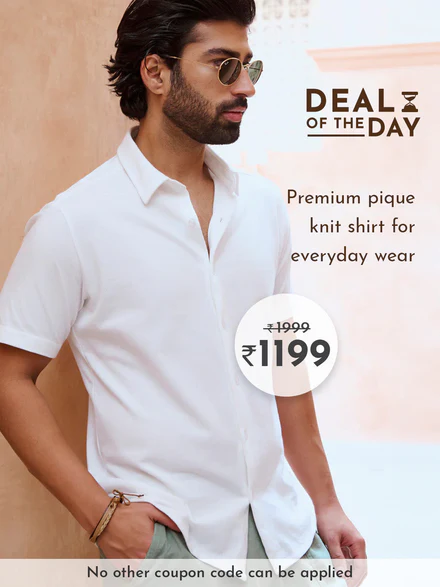 DEAL
OF THE DAY
Premium pique
knit shirt for
everyday wear
₹1999
₹1199
No other coupon code can be applied